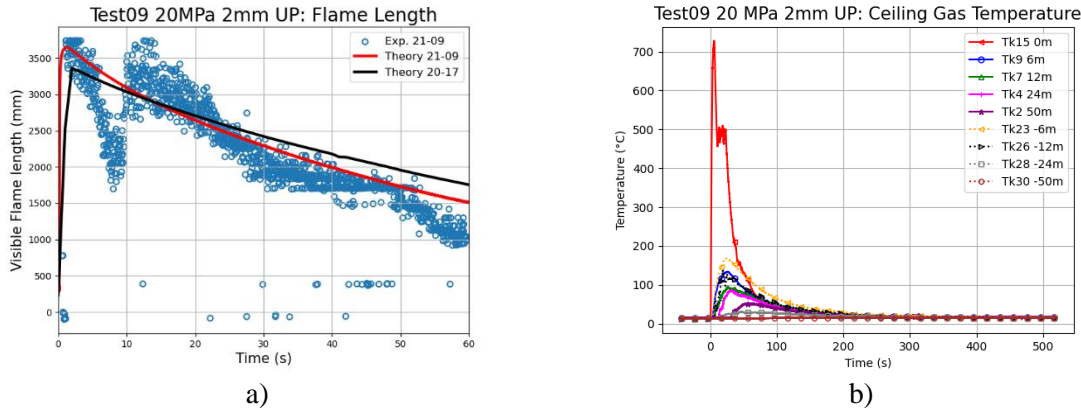 Test09 20MPa 2mm UP: Flame Length
Visible Flame length (mm)
3500
3000
2500
2000
1500
1000
500
0
0 10 20 30 40 50 60
Time (s)
Exp. 21-09
Theory 21-09
Theory 20-17
a)
Test09 20 MPa 2mm UP: Ceiling Gas Temperature
Temperature (°C)
700
600
500
400
300
200
100
0
0 100 200 300 400 500
Time (s)
Tk15 0m
Tk9 6m
Tk7 12m
Tk4 24m
Tk2 50m
Tk23 -6m
Tk26 -12m
Tk28 -24m
Tk30 -50m
b)